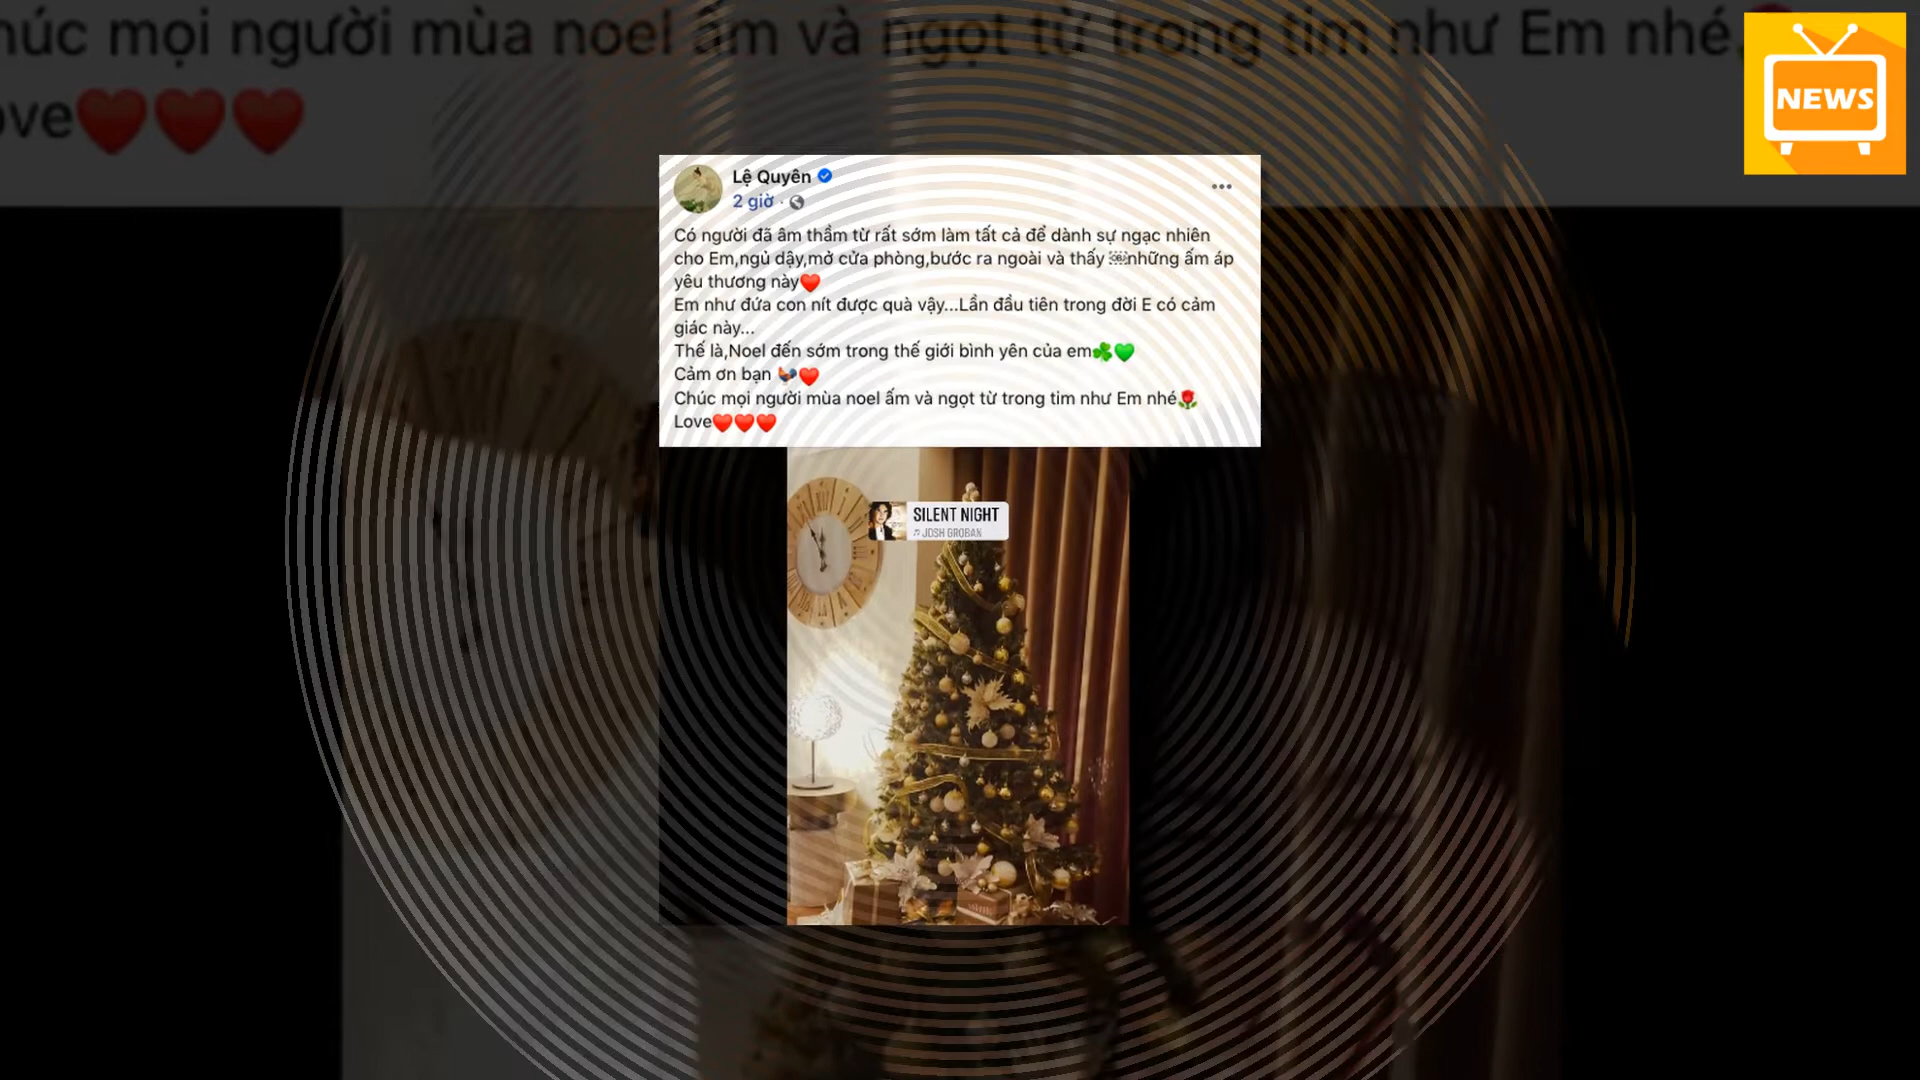 húc mọi người mùa noel ấm và ngọt từ trong tim như Em nhé,
ove❤️❤️❤️
NEWS
Lệ Quyên
2 giờ ·
Có người đã âm thầm từ rất sớm làm tất cả để dành sự ngạc nhiên
cho Em,ngủ dậy,mở cửa phòng,bước ra ngoài và thấy ￼những ấm áp
yêu thương này❤️
Em như đứa con nít được quà vậy...Lần đầu tiên trong đời E có cảm
giác này...
Thế là,Noel đến sớm trong thế giới bình yên của em☘️💚
Cảm ơn bạn 🐓❤️
Chúc mọi người mùa noel ấm và ngọt từ trong tim như Em nhé🌹
Love❤️❤️❤️
SILENT NIGHT
JOSH GROBAN